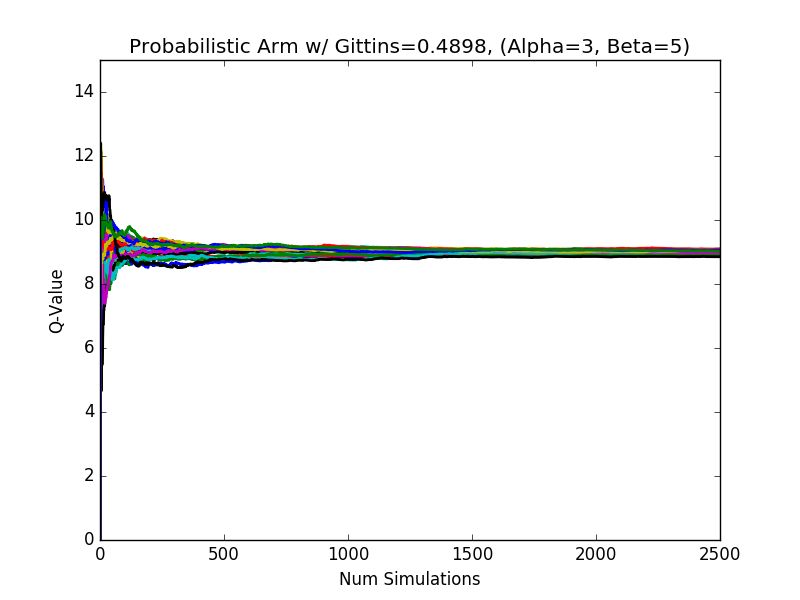 Probabilistic Arm w/ Gittins=0.4898, (Alpha=3, Beta=5)
14
12
10
8
6
4
2
0
Q-Value
0 500 1000 1500 2000 2500
Num Simulations